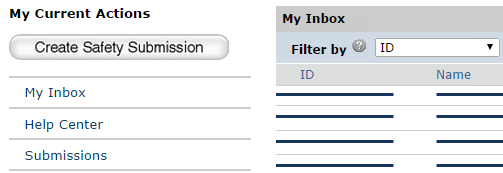 My Current Actions
Create Safety Submission
My Inbox
Help Center
Submissions
My Inbox
Filter by ? ID
ID Name